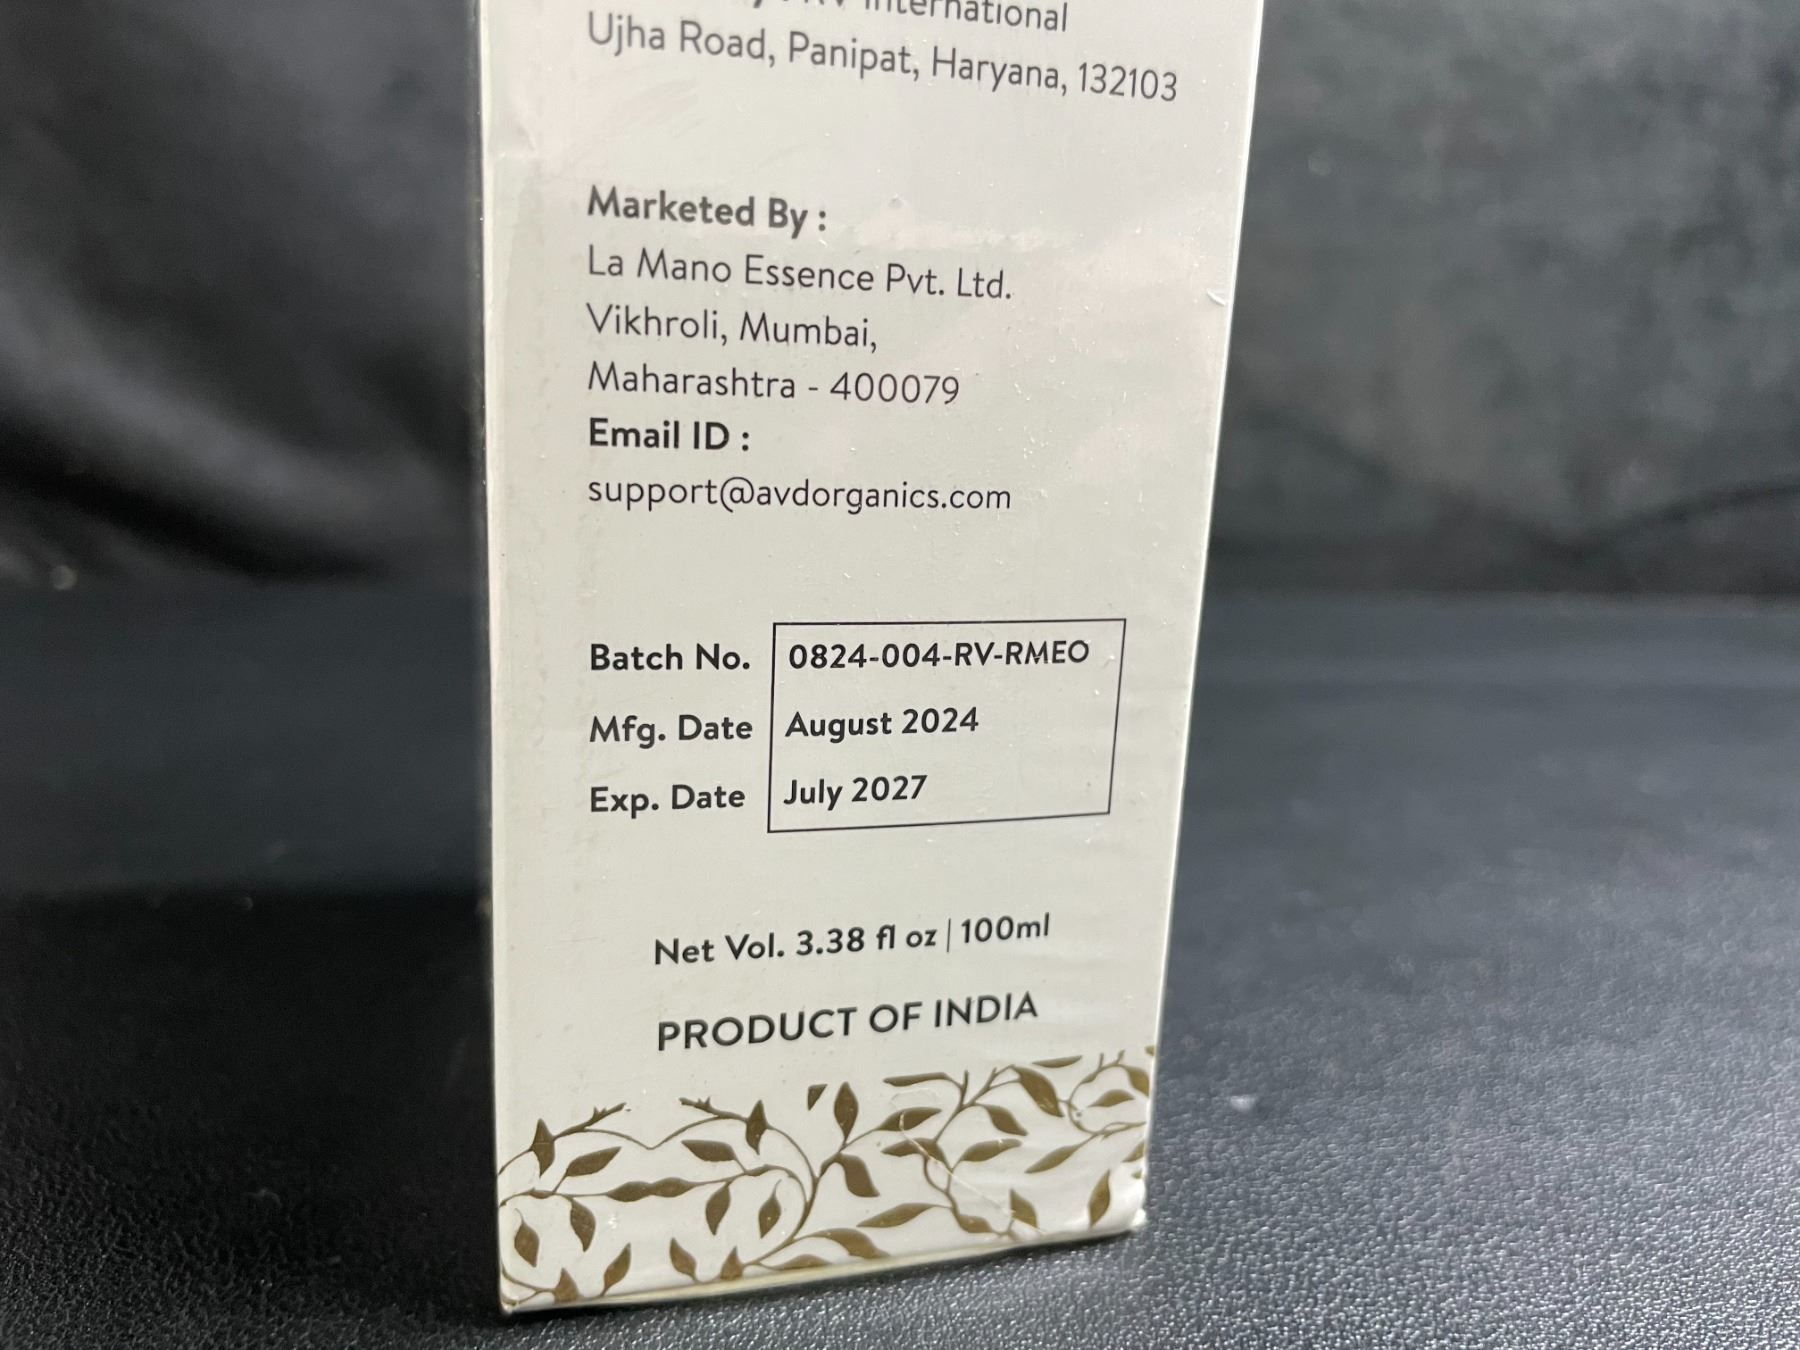 International
Ujha Road, Panipat, Haryana, 132103
Marketed By :
La Mano Essence Pvt. Ltd.
Vikhroli, Mumbai,
Maharashtra - 400079
Email ID :
support@avdorganics.com
Batch No. 0824-004-RV-RMEO
Mfg. Date August 2024
Exp. Date July 2027
Net Vol. 3.38 fl oz | 100ml
PRODUCT OF INDIA